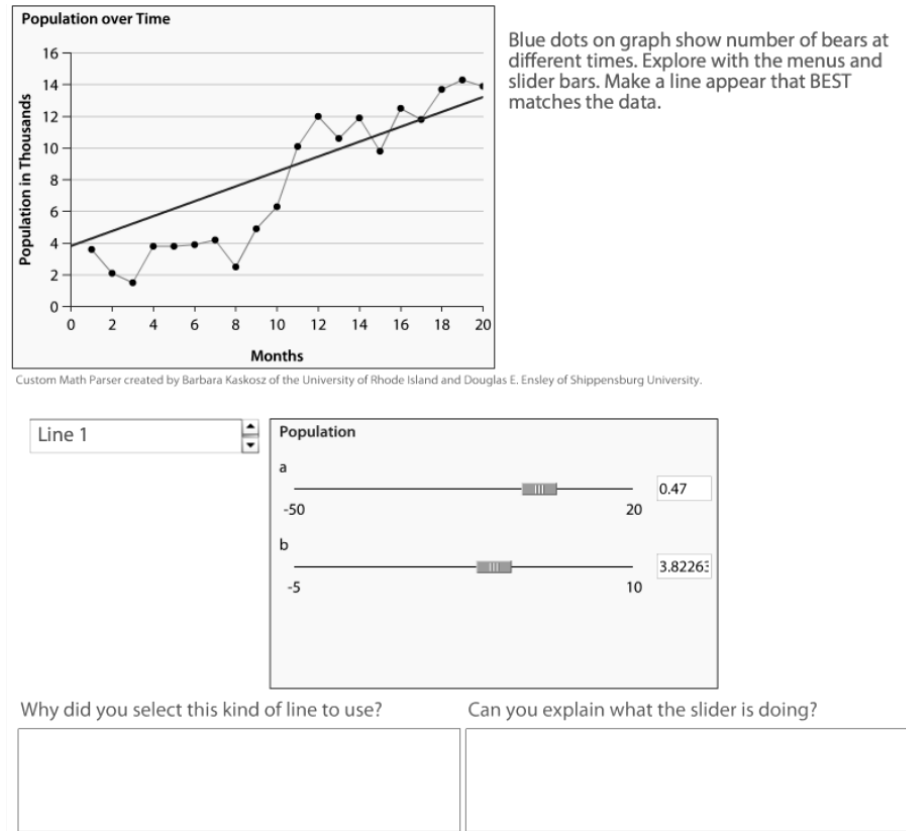 Population over Time
Blue dots on graph show number of bears at
different times. Explore with the menus and
slider bars. Make a line appear that BEST
matches the data.
Population in Thousands
16
14
12
10
8
6
4
2
0
0 2 4 6 8 10 12 14 16 18 20
Months
Custom Math Parser created by Barbara Kaskosz of the University of Rhode Island and Douglas E. Ensley of Shippensburg University.
Line 1
Population
a
0.47
-50 20
b
3.8226
-5 10
Why did you select this kind of line to use? Can you explain what the slider is doing?